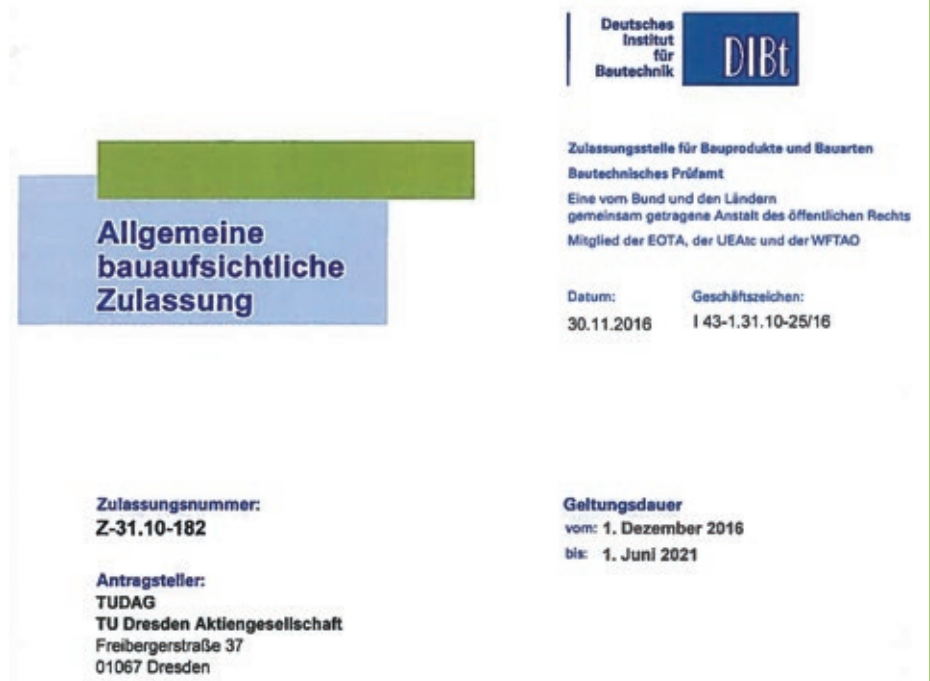 Deutsches
Institut
für
Bautechnik
DIBt
Zulassungsstelle für Bauprodukte und Bauarten
Bautechnisches Prüfamt
Eine vom Bund und den Ländern
gemeinsam getragene Anstalt des öffentlichen Rechts
Mitglied der EOTA, der UEAtc und der WFTAO
Allgemeine
bauaufsichtliche
Zulassung
Datum:
Geschäftszeichen:
30.11.2016
I 43-1.31.10-25/16
Zulassungsnummer:
Z-31.10-182
Geltungsdauer
vom: 1. Dezember 2016
bis: 1. Juni 2021
Antragsteller:
TUDAG
TU Dresden Aktiengesellschaft
Freibergerstraße 37
01067 Dresden